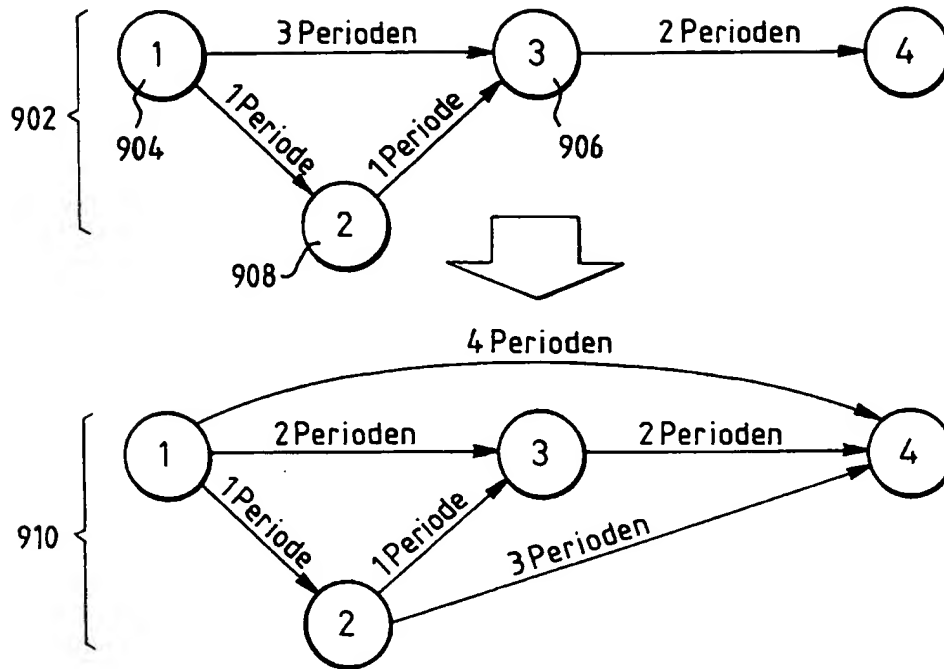 1
3 Perioden
3
2 Perioden
4
902
904
1 Periode
1 Periode
906
2
908
4 Perioden
1
2 Perioden
3
2 Perioden
4
910
1 Periode
1 Periode
3 Perioden
2